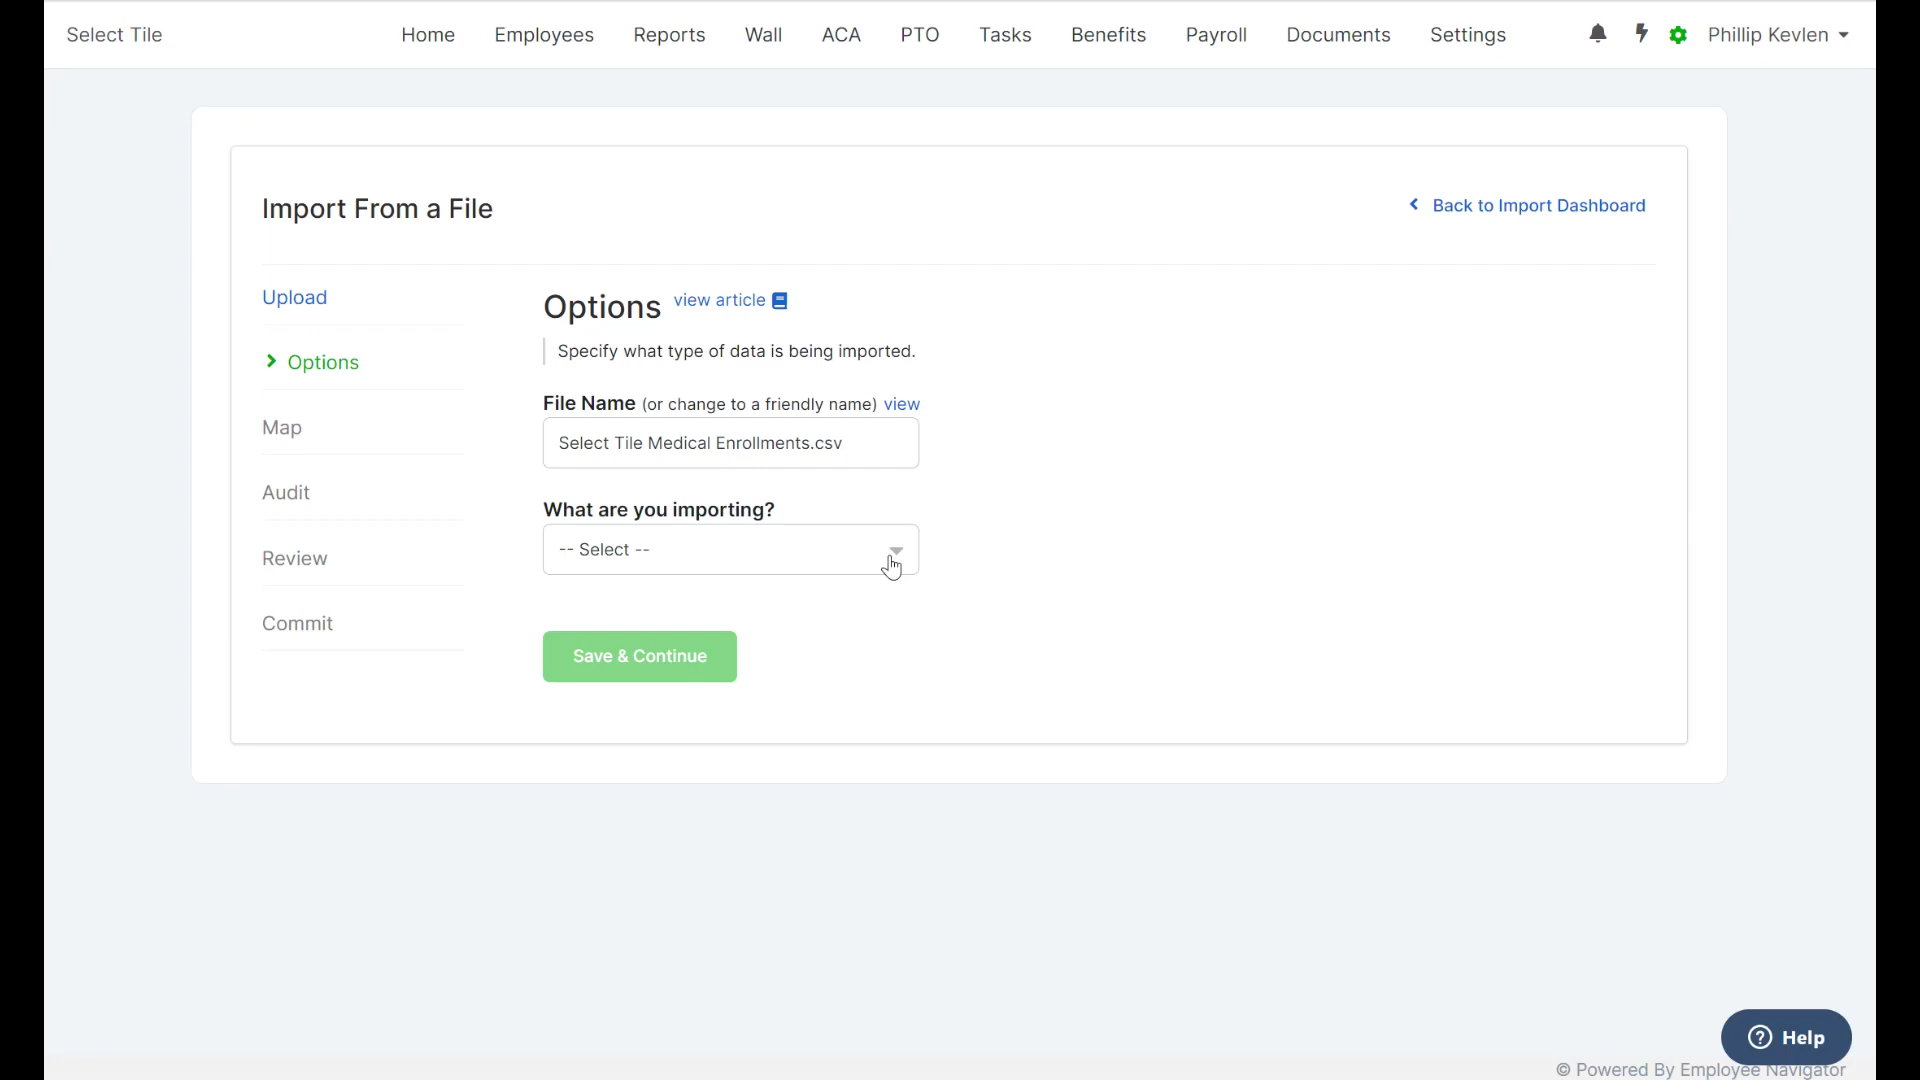 Select Tile Home Employees Reports Wall ACA PTO Tasks Benefits Payroll Documents Settings Phillip Kevlen
Import From a File
Back to Import Dashboard
Upload
Options
Map
Audit
Review
Commit
Options view article
Specify what type of data is being imported.
File Name (or change to a friendly name) view
Select Tile Medical Enrollments.csv
What are you importing?
-- Select --
Save & Continue
? Help
© Powered By Employee Navigator